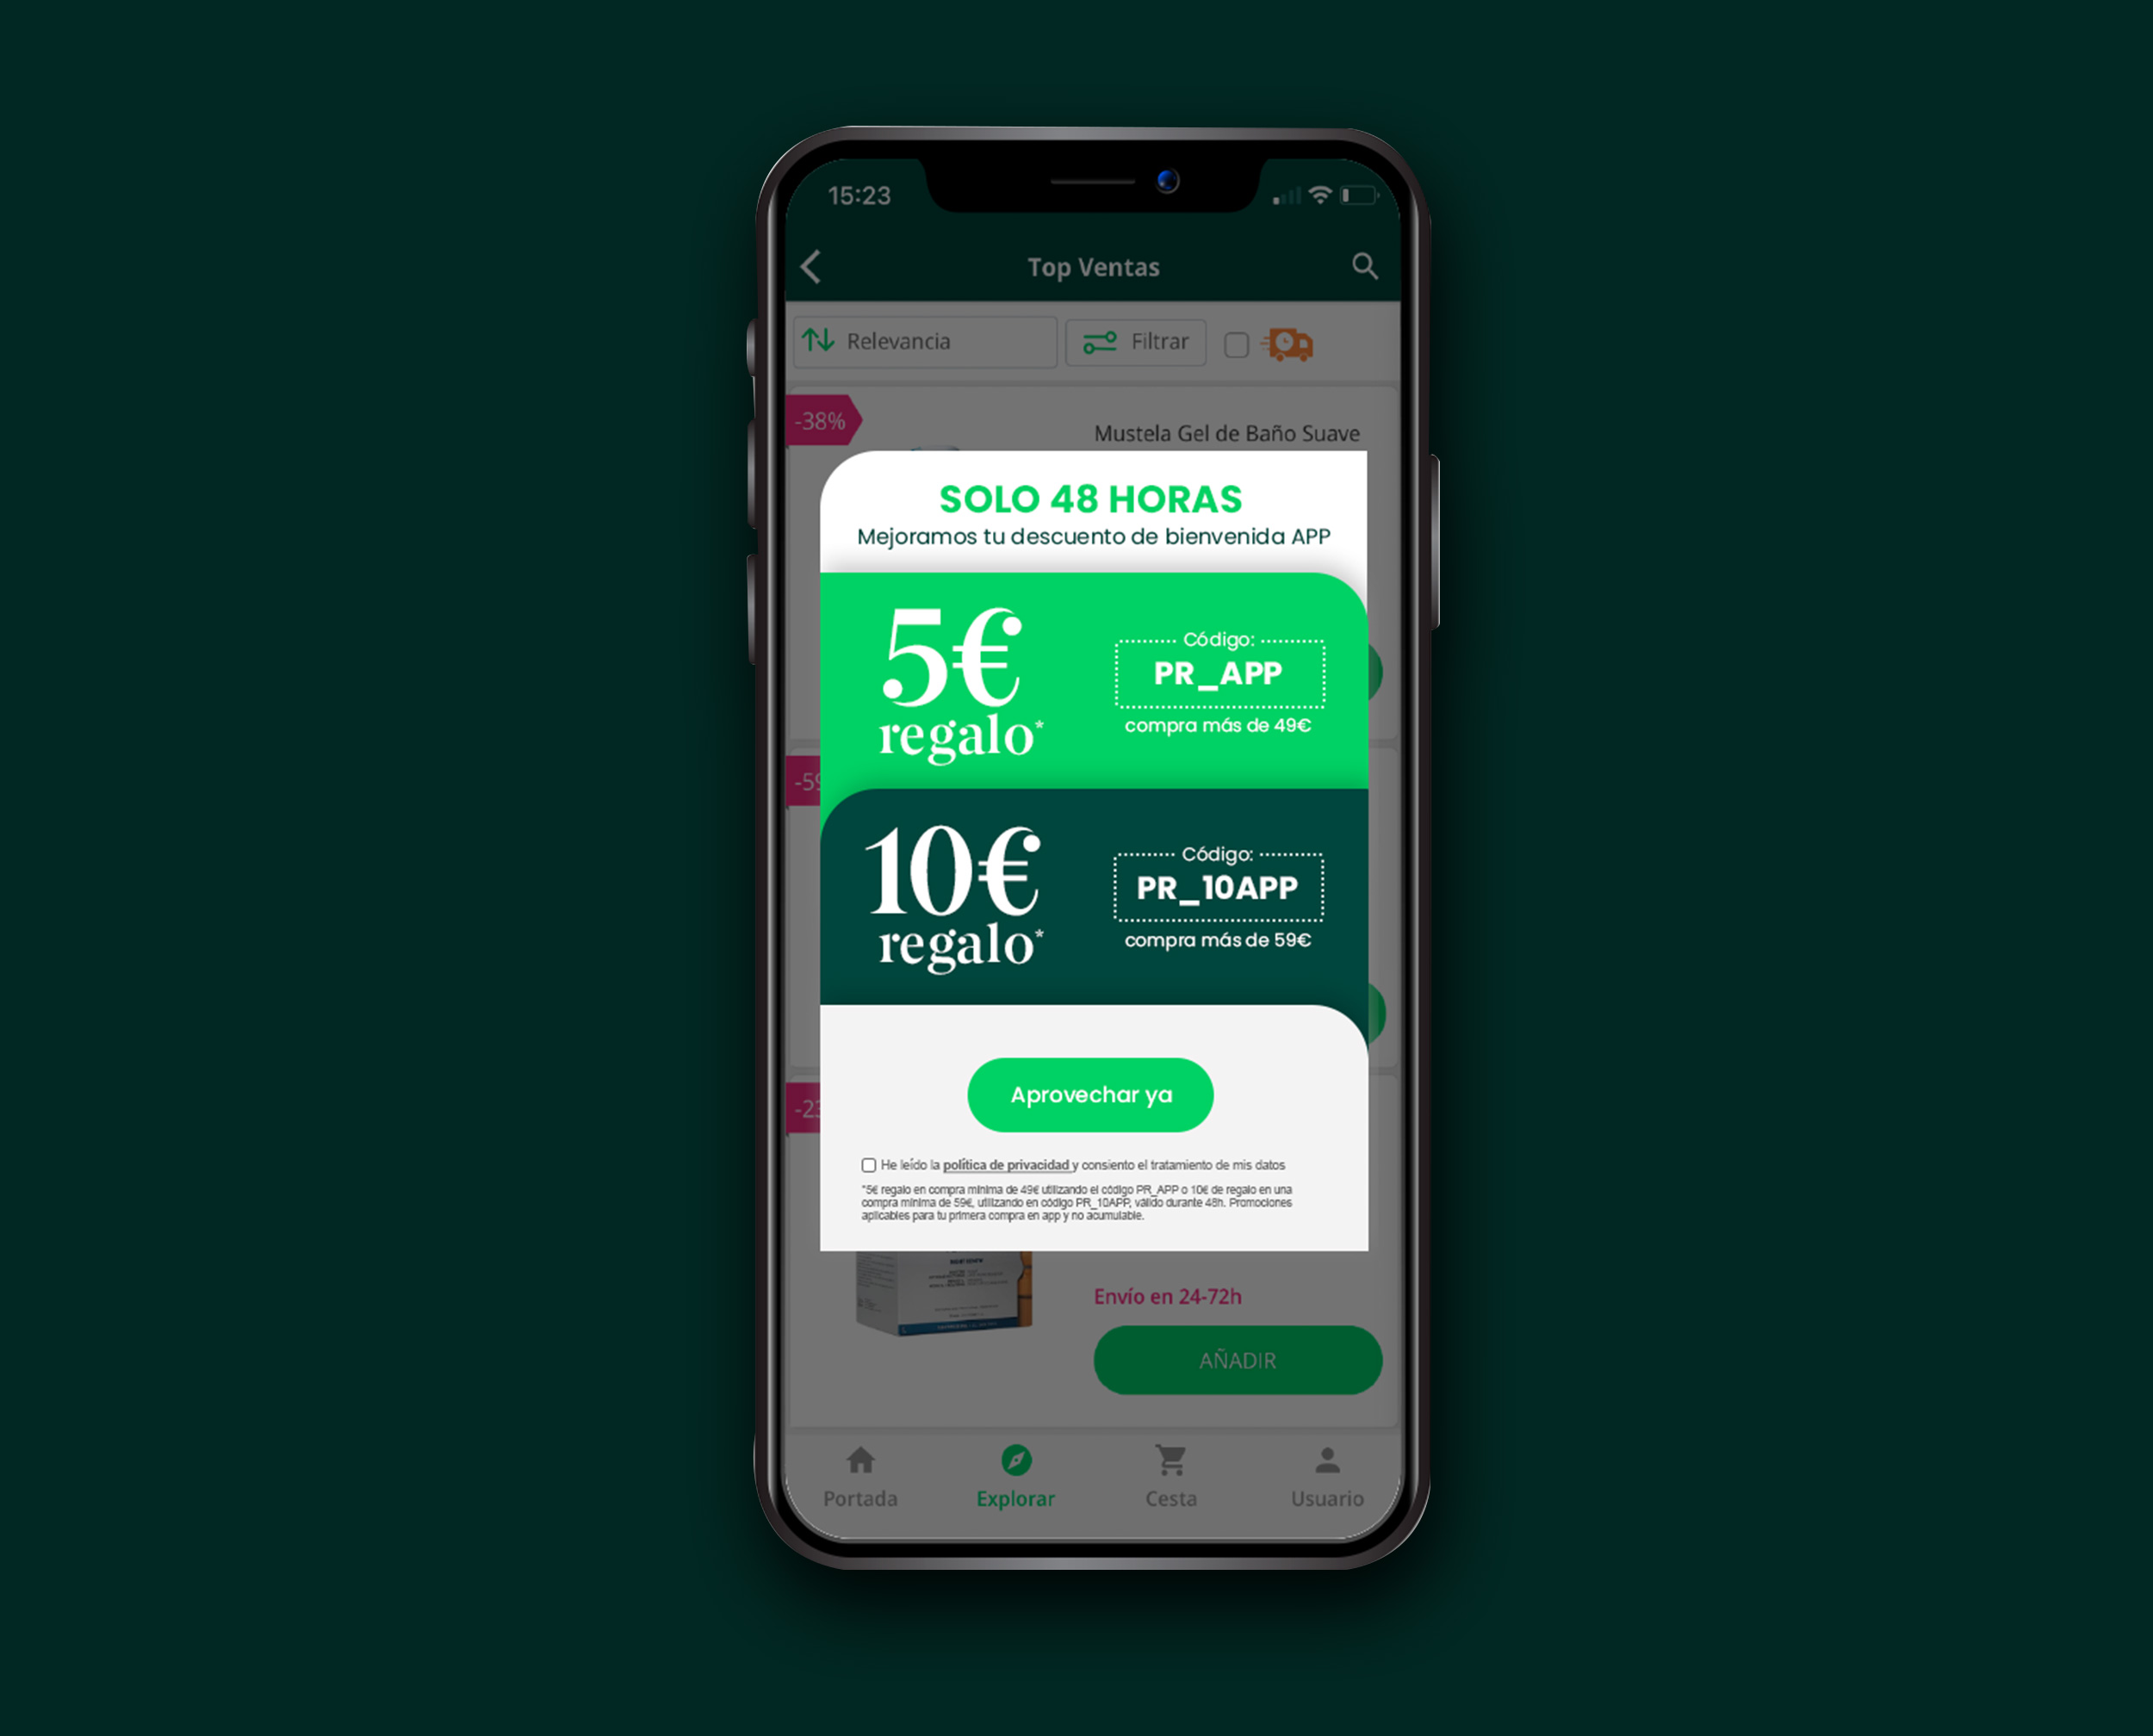 15:23
Top Ventas
Relevancia
Filtrar
-38%
Mustela Gel de Baño Suave
SOLO 48 HORAS
Mejoramos tu descuento de bienvenida APP
5€
regalo*
Código:
PR_APP
compra más de 49€
10€
regalo*
Código:
PR_10APP
compra más de 59€
Aprovechar ya
He leído la política de privacidad y consiento el tratamiento de mis datos
*5€ regalo en compra mínima de 49€ utilizando el código PR_APP o 10€ de regalo en una
compra mínima de 59€, utilizando en código PR_10APP, válido durante 48h. Promociones
aplicables para tu primera compra en app y no acumulable.
Envío en 24-72h
AÑADIR
Portada
Explorar
Cesta
Usuario